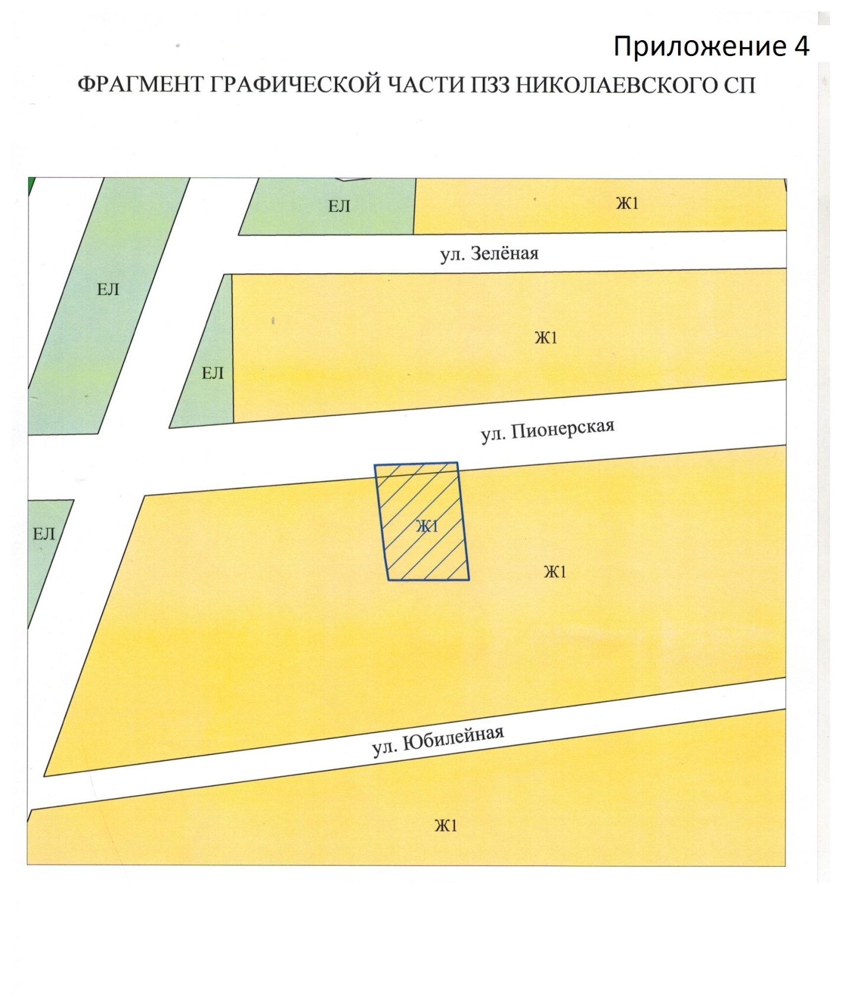 Приложение 4
ФРАГМЕНТ ГРАФИЧЕСКОЙ ЧАСТИ ПЗЗ НИКОЛАЕВСКОГО СП
ЕЛ
Ж1
ул. Зелёная
ЕЛ
Ж1
ЕЛ
ул. Пионерская
Ж1
ЕЛ
Ж1
ул. Юбилейная
Ж1